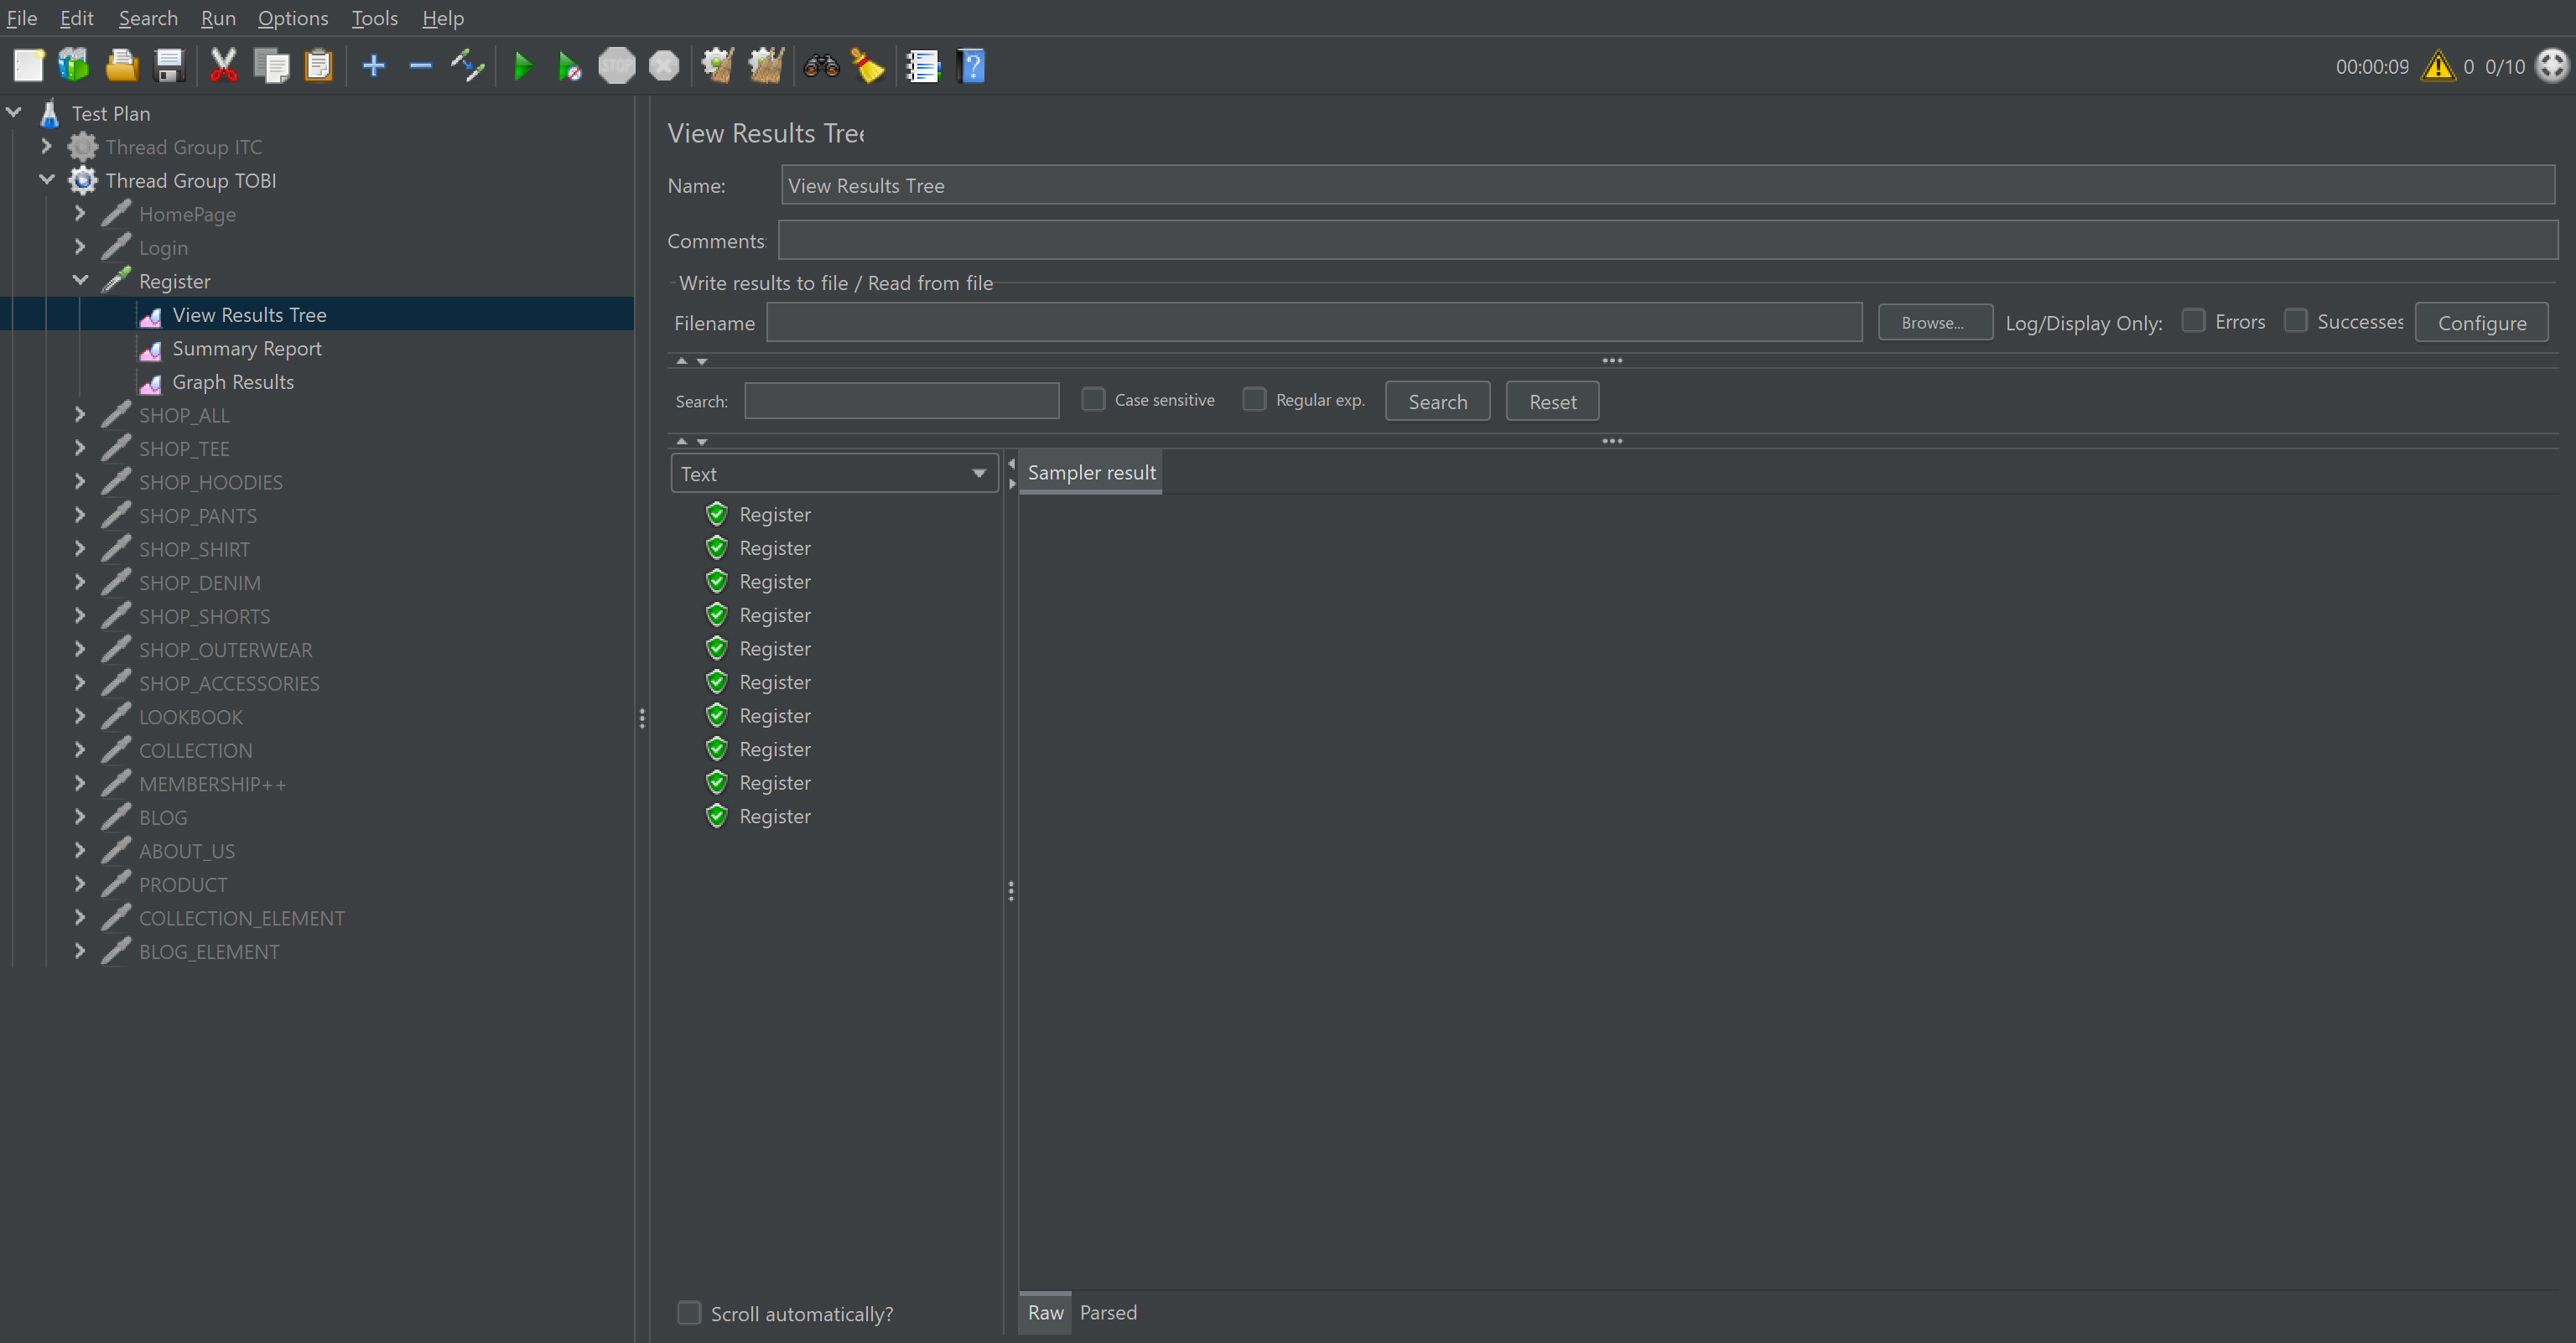 File Edit Search Run Options Tools Help
STOP
00:00:09 0 0/10
Test Plan
Thread Group ITC
Thread Group TOBI
HomePage
Login
Register
View Results Tree
Summary Report
Graph Results
SHOP_ALL
SHOP_TEE
SHOP_HOODIES
SHOP_PANTS
SHOP_SHIRT
SHOP_DENIM
SHOP_SHORTS
SHOP_OUTERWEAR
SHOP_ACCESSORIES
LOOKBOOK
COLLECTION
MEMBERSHIP++
BLOG
ABOUT_US
PRODUCT
COLLECTION_ELEMENT
BLOG_ELEMENT
View Results Tree
Name: View Results Tree
Comments:
Write results to file / Read from file
Filename Browse... Log/Display Only: Errors Successes Configure
Search: Case sensitive Regular exp. Search Reset
Text
Sampler result
Register
Register
Register
Register
Register
Register
Register
Register
Register
Register
Scroll automatically?
Raw Parsed